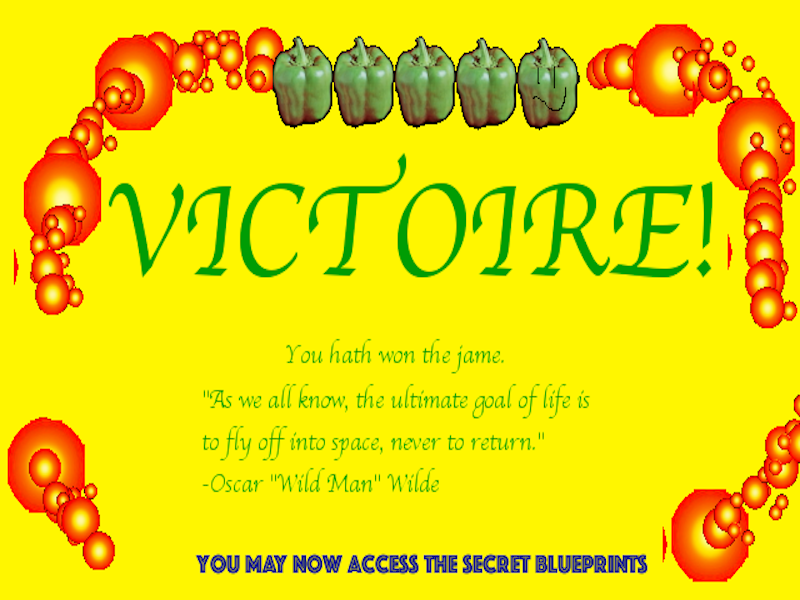 VICTOIRE!
You hath won the jame.
"As we all know, the ultimate goal of life is
to fly off into space, never to return."
-Oscar "Wild Man" Wilde
YOU MAY NOW ACCESS THE SECRET BLUEPRINTS